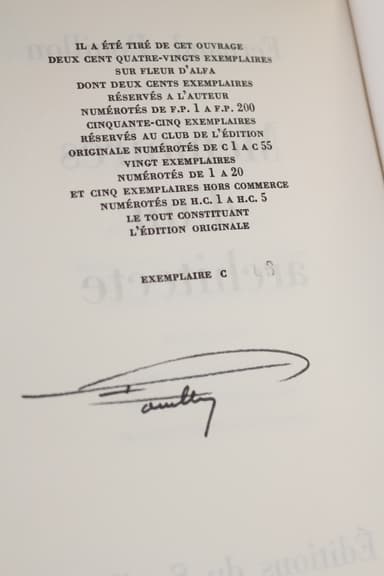 IL A ÉTÉ TIRÉ DE CET OUVRAGE
DEUX CENT QUATRE-VINGTS EXEMPLAIRES
SUR FLEUR D'ALFA
DONT DEUX CENTS EXEMPLAIRES
RÉSERVÉS A L'AUTEUR
NUMÉROTÉS DE F.P. 1 A F.P. 200
CINQUANTE-CINQ EXEMPLAIRES
RÉSERVÉS AU CLUB DE L'ÉDITION
ORIGINALE NUMÉROTÉS DE C 1 A C 55
VINGT EXEMPLAIRES
NUMÉROTÉS DE 1 A 20
ET CINQ EXEMPLAIRES HORS COMMERCE
NUMÉROTÉS DE H.C. 1 A H.C. 5
LE TOUT CONSTITUANT
L'ÉDITION ORIGINALE
EXEMPLAIRE C